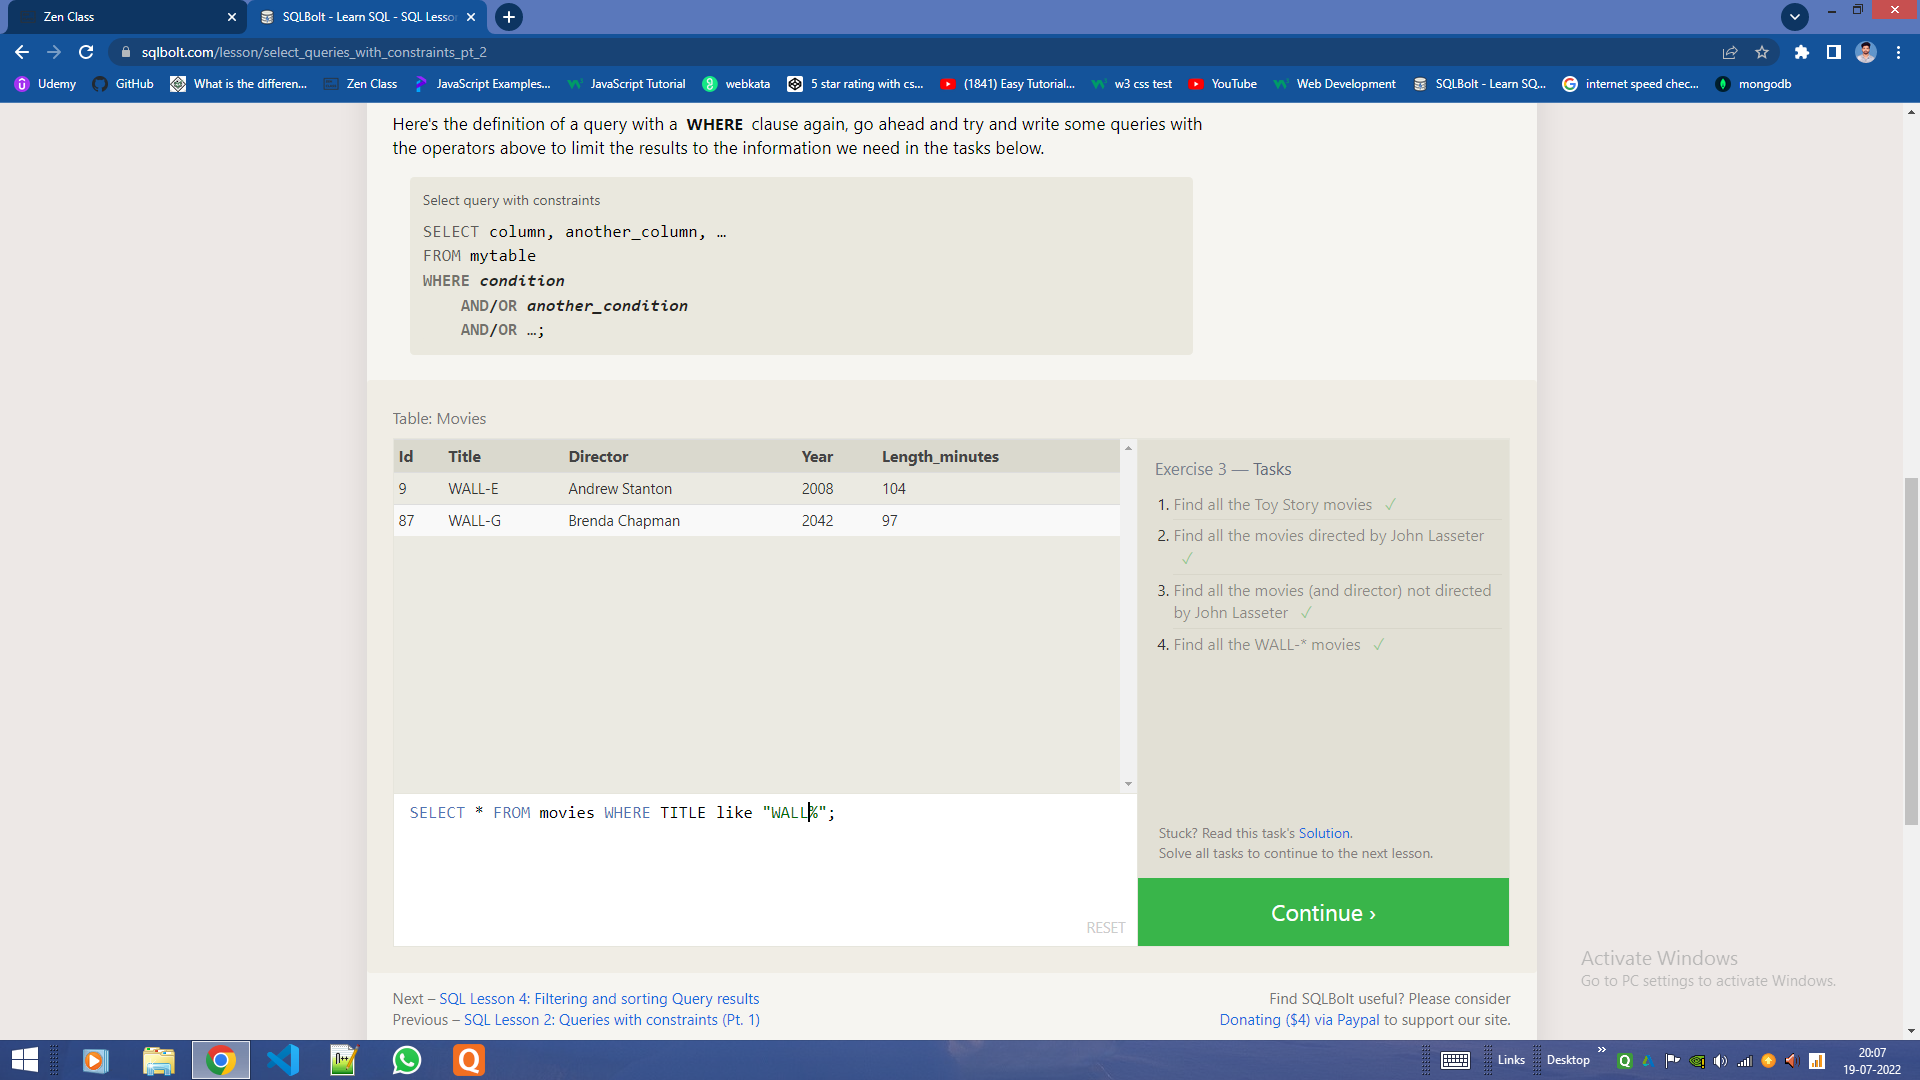 Zen Class
SQLBolt - Learn SQL - SQL Lesson
sqlbolt.com/lesson/select_queries_with_constraints_pt_2
Udemy GitHub What is the differen... Zen Class JavaScript Examples... JavaScript Tutorial webkata 5 star rating with cs... (1841) Easy Tutorial... w3 css test YouTube Web Development SQLBolt - Learn SQ... internet speed chec... mongodb
Here's the definition of a query with a WHERE clause again, go ahead and try and write some queries with
the operators above to limit the results to the information we need in the tasks below.
Select query with constraints
SELECT column, another_column, …
FROM mytable
WHERE condition
AND/OR another_condition
AND/OR …;
Table: Movies
Id Title Director Year Length_minutes
9 WALL-E Andrew Stanton 2008 104
87 WALL-G Brenda Chapman 2042 97
SELECT * FROM movies WHERE TITLE like "WALL%";
RESET
Exercise 3 — Tasks
1. Find all the Toy Story movies ✓
2. Find all the movies directed by John Lasseter
✓
3. Find all the movies (and director) not directed
by John Lasseter ✓
4. Find all the WALL-* movies ✓
Stuck? Read this task's Solution.
Solve all tasks to continue to the next lesson.
Continue ›
Activate Windows
Go to PC settings to activate Windows.
Next – SQL Lesson 4: Filtering and sorting Query results
Previous – SQL Lesson 2: Queries with constraints (Pt. 1)
Find SQLBolt useful? Please consider
Donating ($4) via Paypal to support our site.
Links
Desktop
20:07
19-07-2022